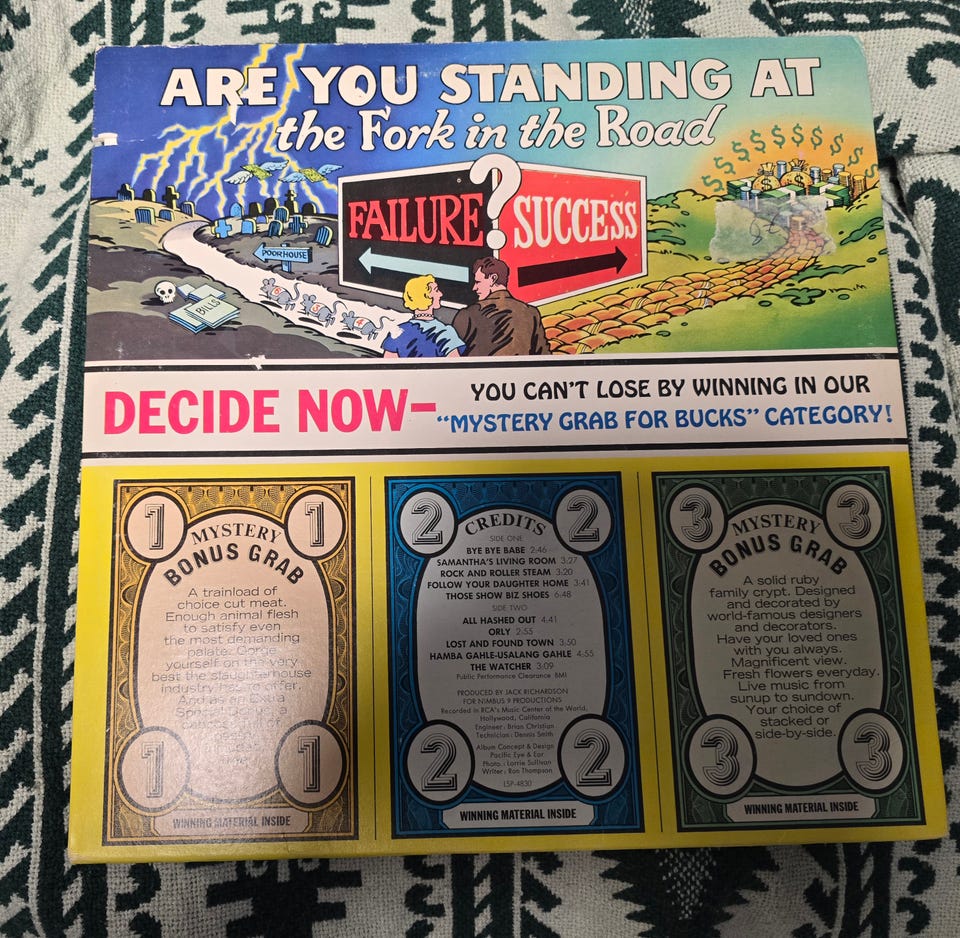 ARE YOU STANDING AT
the Fork in the Road
FAILURE ? SUCCESS
POORHOUSE
BILLS
DECIDE NOW—
YOU CAN'T LOSE BY WINNING IN OUR
"MYSTERY GRAB FOR BUCKS" CATEGORY!
1 1
MYSTERY
BONUS GRAB
A trainload of
choice cut meat.
Enough animal flesh
to satisfy even
the most demanding
palate. Gorge
yourself on the very
best the slaughterhouse
industry has to offer.
And as an Extra
1 1
WINNING MATERIAL INSIDE
2 2
CREDITS
SIDE ONE
BYE BYE BABE 2:46
SAMANTHA'S LIVING ROOM 3:27
ROCK AND ROLLER STEAM 3:20
FOLLOW YOUR DAUGHTER HOME 3:41
THOSE SHOW BIZ SHOES 6:48
SIDE TWO
ALL HASHED OUT 4:41
ORLY 2:55
LOST AND FOUND TOWN 3:50
HAMBA GAHLE-USALANG GAHLE 4:55
THE WATCHER 3:09
Public Performance Clearance BMI
PRODUCED BY JACK RICHARDSON
FOR NIMBUS 9 PRODUCTIONS
Recorded in RCA's Music Center of the World,
Hollywood, California
Engineer: Brian Christian
Technician: Dennis Smith
Album Concept & Design
Pacific Eye & Ear
Photo.: Lorrie Sullivan
Writer: Ron Thompson
LSP-4830
2 2
WINNING MATERIAL INSIDE
3 3
MYSTERY
BONUS GRAB
A solid ruby
family crypt. Designed
and decorated by
world-famous designers
and decorators.
Have your loved ones
with you always.
Magnificent view.
Fresh flowers everyday.
Live music from
sunup to sundown.
Your choice of
stacked or
side-by-side.
3 3
WINNING MATERIAL INSIDE